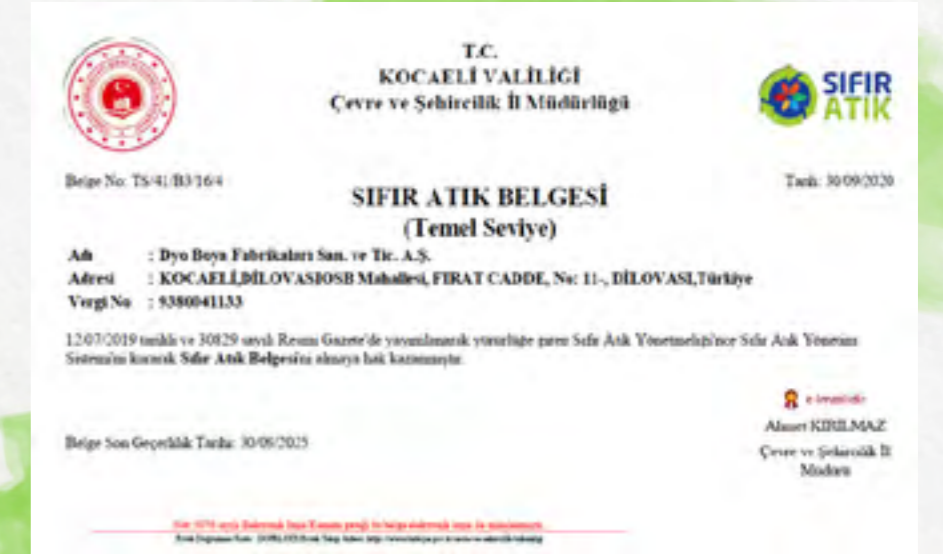 T.C.
KOCAELİ VALİLİĞİ
Çevre ve Şehircilik İl Müdürlüğü
SIFIR
ATIK
Belge No: TS/41/B3/16/4
Tarih: 30/09/2020
SIFIR ATIK BELGESİ
(Temel Seviye)
Adı : Dyo Boya Fabrikaları San. ve Tic. A.Ş.
Adresi : KOCAELİ,DİLOVASIOSB Mahallesi, FIRAT CADDE, No: 11-, DİLOVASI,Türkiye
Vergi No : 9380041133
12/07/2019 tarihli ve 30829 sayılı Resmi Gazete'de yayımlanarak yürürlüğe giren Sıfır Atık Yönetmeliği'nce Sıfır Atık Yönetim
Sistemini kurarak Sıfır Atık Belgesini almaya hak kazanmıştır.
e-imzalıdır
Ahmet KIRILMAZ
Belge Son Geçerlilik Tarihi:
Çevre ve Şehircilik İl
Müdürü